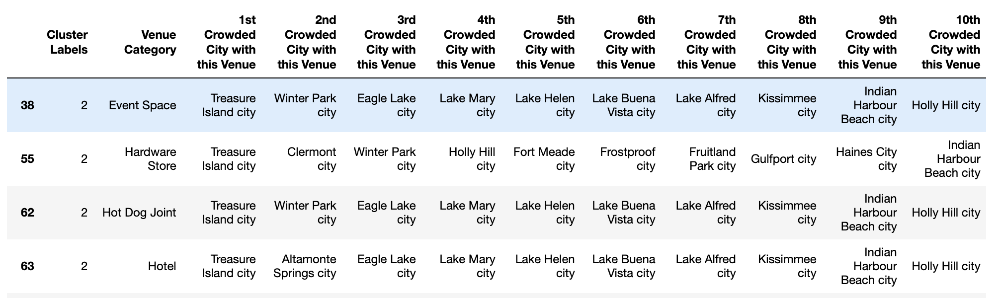 Cluster Labels Venue Category 1st Crowded City with this Venue 2nd Crowded City with this Venue 3rd Crowded City with this Venue 4th Crowded City with this Venue 5th Crowded City with this Venue 6th Crowded City with this Venue 7th Crowded City with this Venue 8th Crowded City with this Venue 9th Crowded City with this Venue 10th Crowded City with this Venue
38 2 Event Space Treasure Island city Winter Park city Eagle Lake city Lake Mary city Lake Helen city Lake Buena Vista city Lake Alfred city Kissimmee city Indian Harbour Beach city Holly Hill city
55 2 Hardware Store Treasure Island city Clermont city Winter Park city Holly Hill city Fort Meade city Frostproof city Fruitland Park city Gulfport city Haines City city Indian Harbour Beach city
62 2 Hot Dog Joint Treasure Island city Winter Park city Eagle Lake city Lake Mary city Lake Helen city Lake Buena Vista city Lake Alfred city Kissimmee city Indian Harbour Beach city Holly Hill city
63 2 Hotel Treasure Island city Altamonte Springs city Eagle Lake city Lake Mary city Lake Helen city Lake Buena Vista city Lake Alfred city Kissimmee city Indian Harbour Beach city Holly Hill city